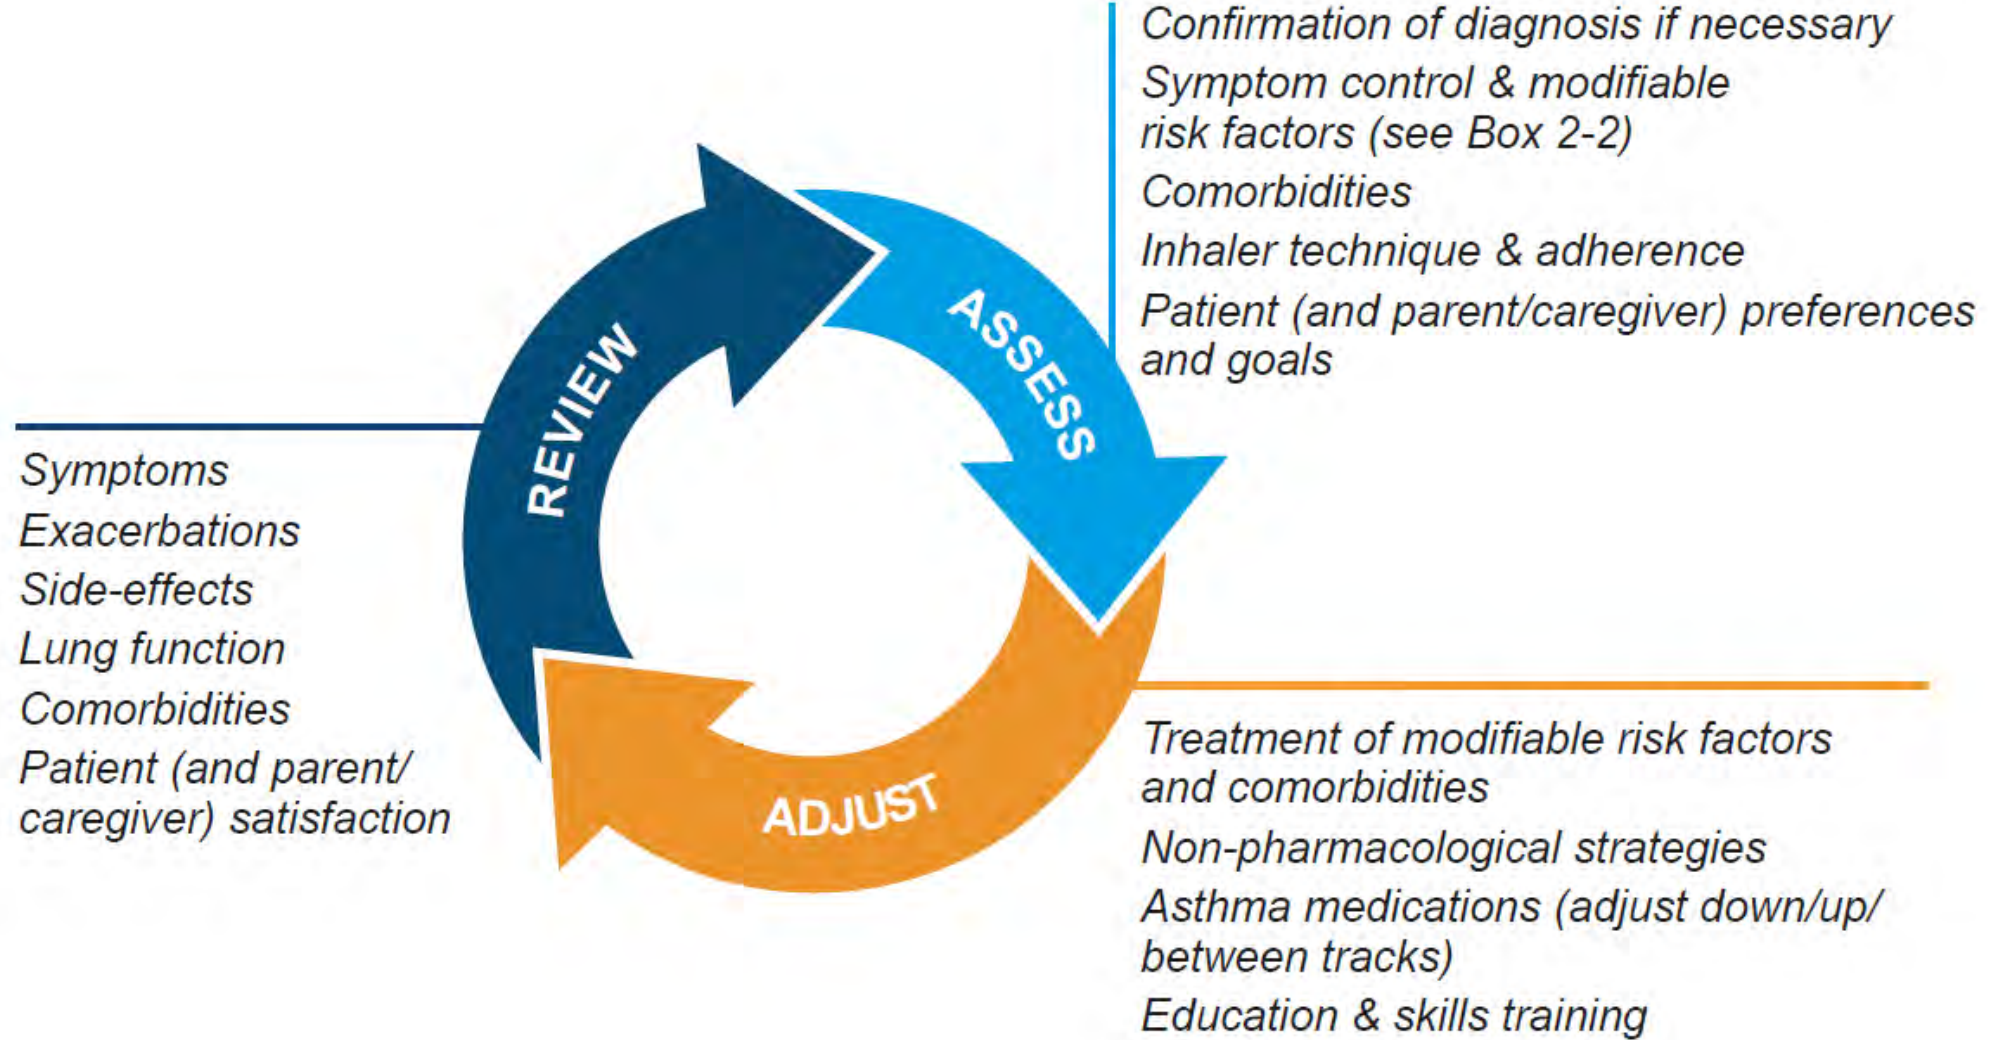 Confirmation of diagnosis if necessary
Symptom control & modifiable
risk factors (see Box 2-2)
Comorbidities
Inhaler technique & adherence
Patient (and parent/caregiver) preferences
and goals
ASSESS
REVIEW
Symptoms
Exacerbations
Side-effects
Lung function
Comorbidities
Patient (and parent/
caregiver) satisfaction
ADJUST
Treatment of modifiable risk factors
and comorbidities
Non-pharmacological strategies
Asthma medications (adjust down/up/
between tracks)
Education & skills training